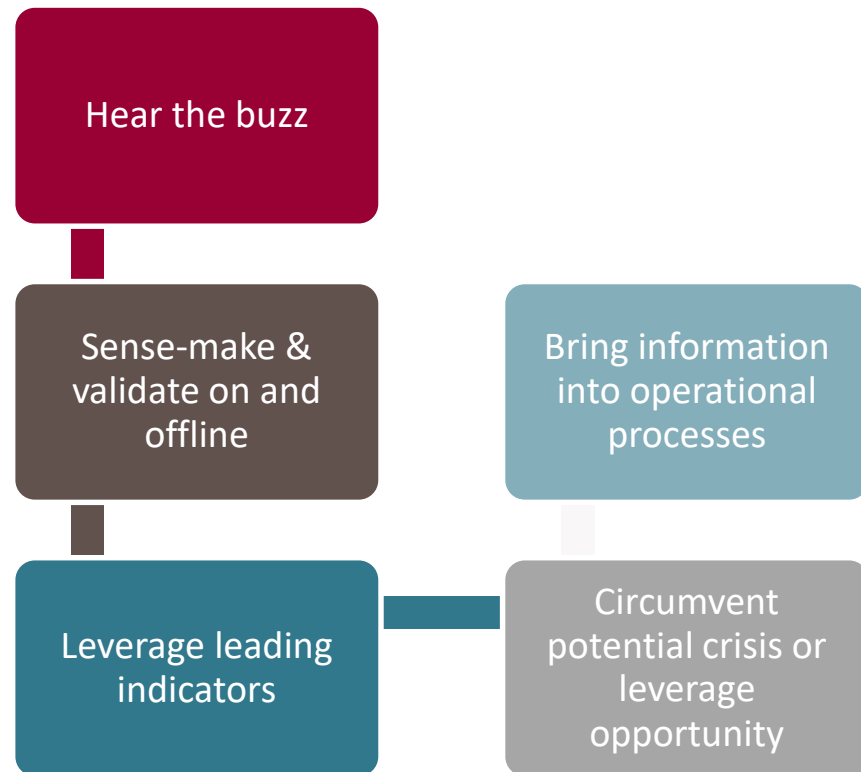 Hear the buzz
Sense-make &
validate on and
offline
Leverage leading
indicators
Circumvent
potential crisis or
leverage
opportunity
Bring information
into operational
processes